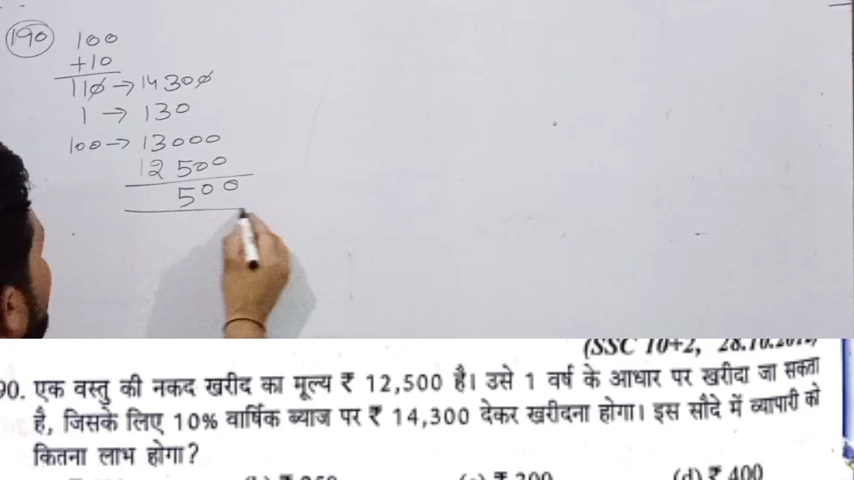 190
100
+10
110 → 14300
1 → 130
100 → 13000
12500
500
(SSC 10+2,
90. एक वस्तु की नकद खरीद का मूल्य ₹ 12,500 है। उसे 1 वर्ष के आधार पर खरीदा जा सकता
है, जिसके लिए 10% वार्षिक ब्याज पर ₹ 14,300 देकर खरीदना होगा। इस सौदे में व्यापारी को
कितना लाभ होगा?
(d) ₹ 400